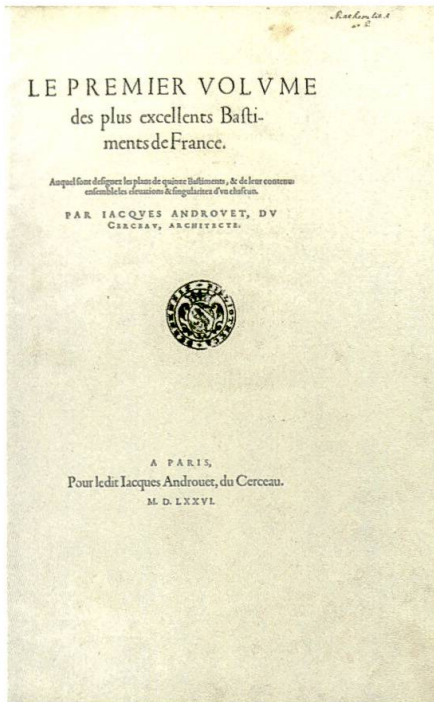 LE PREMIER VOLVME
des plus excellents Basti-
ments de France.
Auquel sont designez les plans de quinze Bastiments, & de leur contenu:
ensemble les eleuations & singularitez d'vn chascun.
PAR IACQVES ANDROVET, DV
CERCEAV, ARCHITECTE.
A PARIS,
Pour ledit Iacques Androuet, du Cerceau.
M. D. LXXVI.